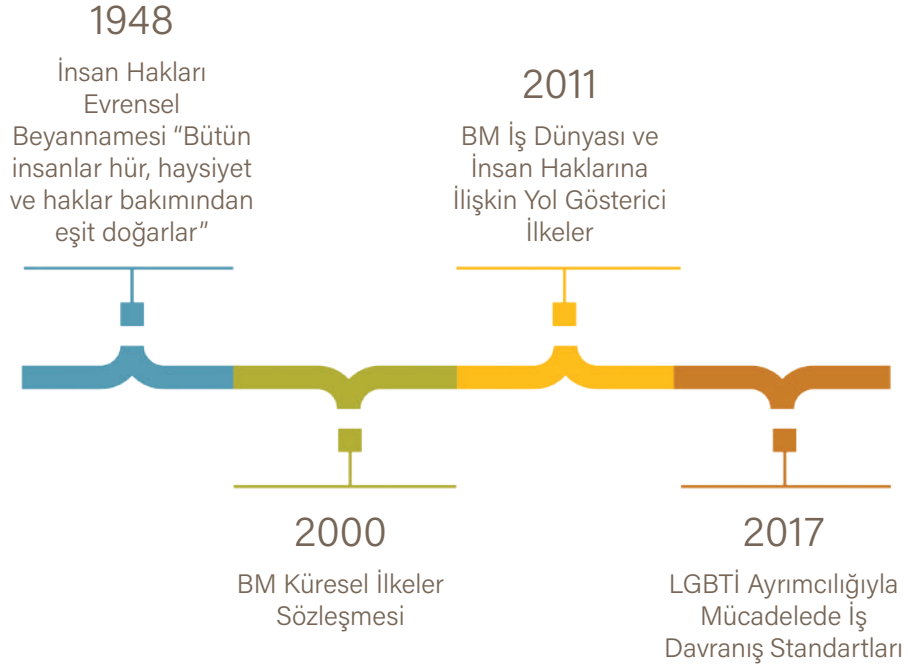 1948
İnsan Hakları
Evrensel
Beyannamesi “Bütün
insanlar hür, haysiyet
ve haklar bakımından
eşit doğarlar”
2011
BM İş Dünyası ve
İnsan Haklarına
İlişkin Yol Gösterici
İlkeler
2000
BM Küresel İlkeler
Sözleşmesi
2017
LGBTİ Ayrımcılığıyla
Mücadelede İş
Davranış Standartları